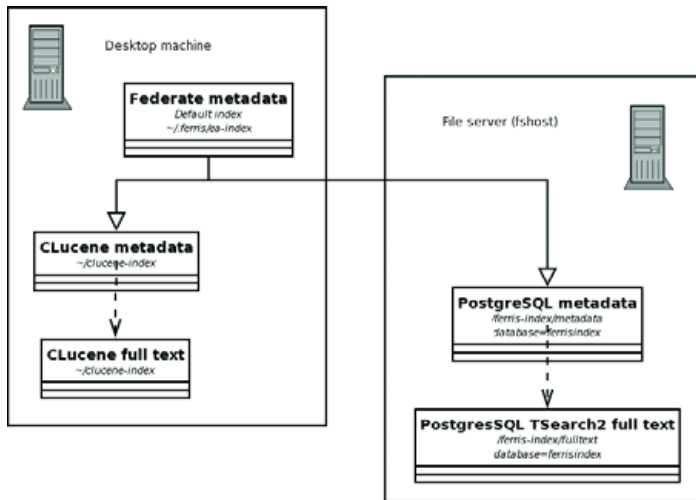 Desktop machine
Federate metadata
Default index
~/.ferris/ea-index
File server (fshost)
CLucene metadata
~/clucene-index
CLucene full text
~/clucene-index
PostgreSQL metadata
/ferris-index/metadata
database=ferrisindex
PostgresSQL TSearch2 full text
/ferris-index/fulltext
database=ferrisindex